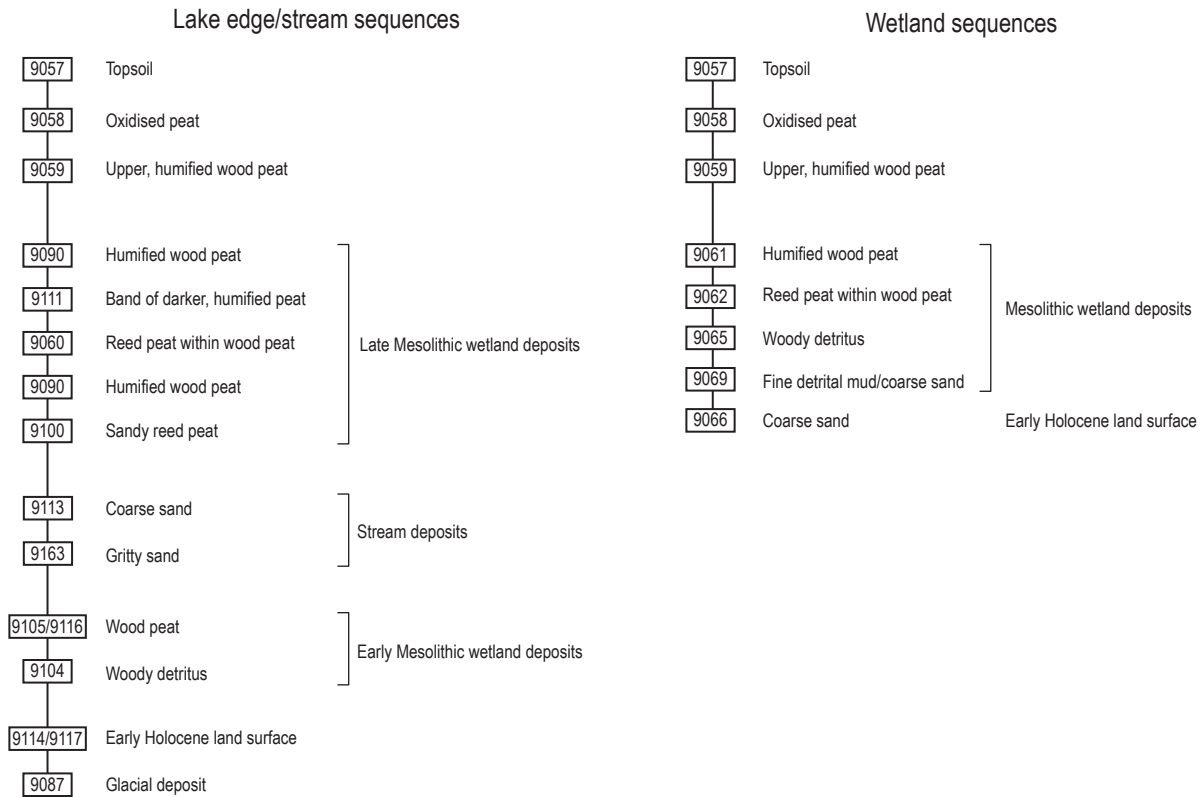 Lake edge/stream sequences
9057 Topsoil
9058 Oxidised peat
9059 Upper, humified wood peat
9090 Humified wood peat
9111 Band of darker, humified peat
9060 Reed peat within wood peat
Late Mesolithic wetland deposits
9090 Humified wood peat
9100 Sandy reed peat
9113 Coarse sand
Stream deposits
9163 Gritty sand
9105/9116 Wood peat
Early Mesolithic wetland deposits
9104 Woody detritus
9114/9117 Early Holocene land surface
9087 Glacial deposit
Wetland sequences
9057 Topsoil
9058 Oxidised peat
9059 Upper, humified wood peat
9061 Humified wood peat
9062 Reed peat within wood peat
Mesolithic wetland deposits
9065 Woody detritus
9069 Fine detrital mud/coarse sand
9066 Coarse sand Early Holocene land surface